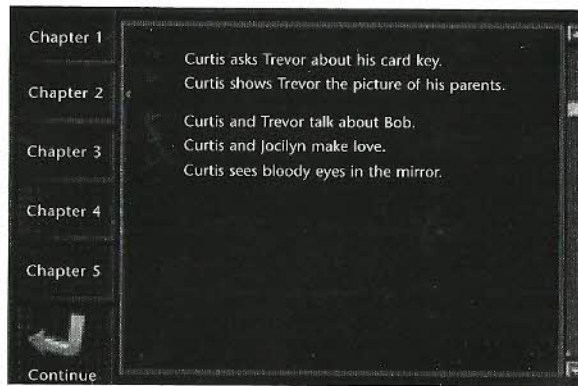 Chapter 1
Chapter 2
Chapter 3
Chapter 4
Chapter 5
Continue
Curtis asks Trevor about his card key.
Curtis shows Trevor the picture of his parents.
Curtis and Trevor talk about Bob.
Curtis and Jocilyn make love.
Curtis sees bloody eyes in the mirror.